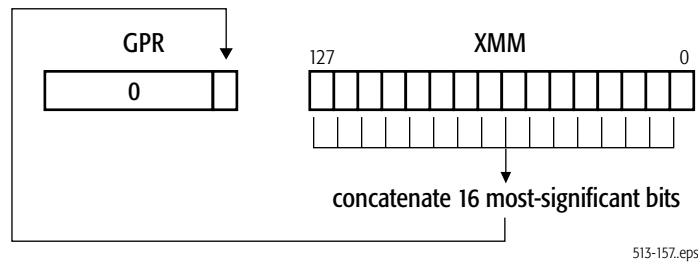 GPR
XMM
127
0
0
concatenate 16 most-significant bits
513-157..eps